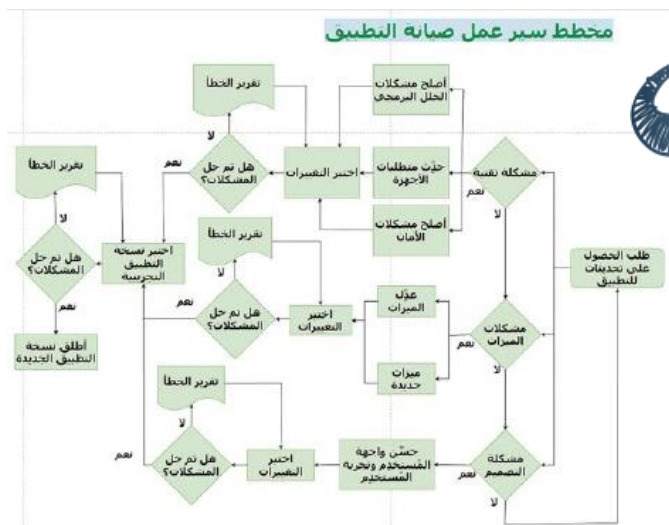 مخطط سير عمل صيانة التطبيق
طلب الحصول
على تحديثات
للتطبيق
مشكلة تقنية
نعم
لا
أصلح مشكلات
الخلل البرمجي
حدّث متطلبات
الأجهزة
أصلح مشكلات
الأمان
اختبر التغييرات
تقرير الخطأ
لا
هل تم حل
المشكلات؟
نعم
مشكلات
الميزات
نعم
لا
عدّل
الميزات
ميزات
جديدة
اختبر
التغييرات
تقرير الخطأ
لا
هل تم حل
المشكلات؟
نعم
مشكلة
التصميم
نعم
لا
حسّن واجهة
المُستخدِم وتجربة
المُستخدِم
اختبر
التغييرات
تقرير الخطأ
لا
هل تم حل
المشكلات؟
نعم
اختبر نسخة
التطبيق
التجريبية
تقرير الخطأ
لا
هل تم حل
المشكلات؟
نعم
أطلق نسخة
التطبيق الجديدة